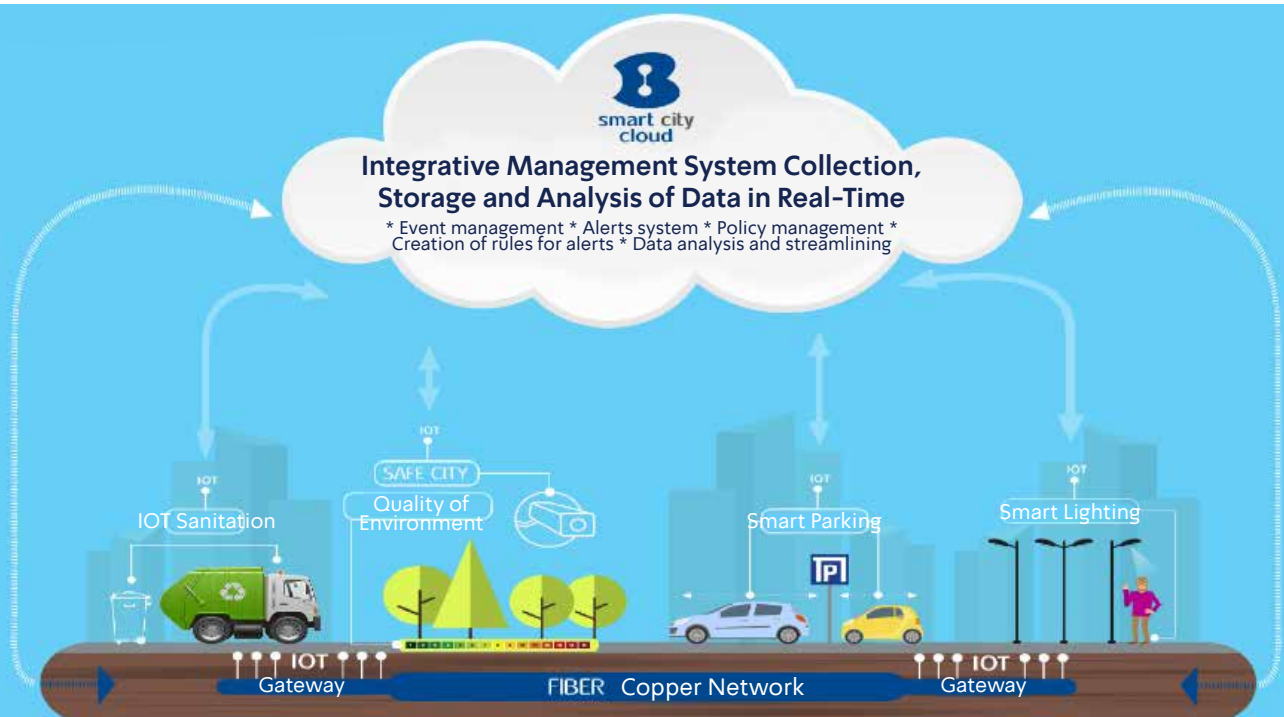 smart city
cloud
Integrative Management System Collection,
Storage and Analysis of Data in Real-Time
* Event management * Alerts system * Policy management *
Creation of rules for alerts * Data analysis and streamlining
IOT
SAFE CITY
Quality of
Environment
IOT
IOT Sanitation
IOT
Smart Parking
IOT
Smart Lighting
P
IOT
Gateway
FIBER Copper Network
IOT
Gateway